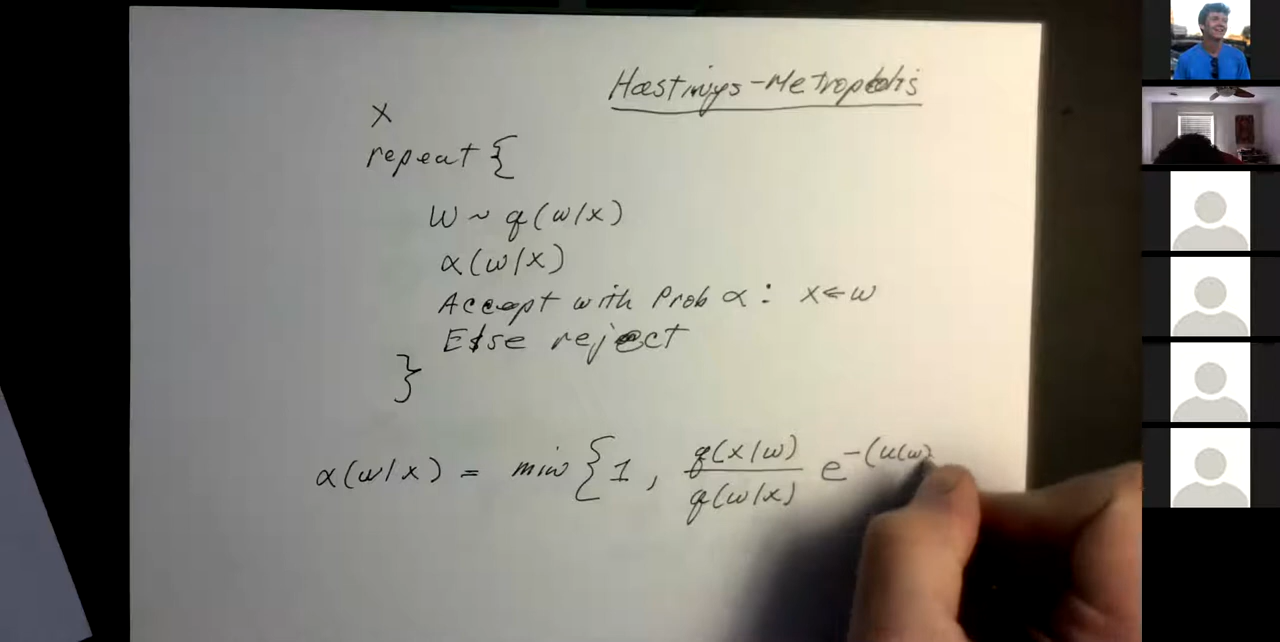 Hastings-Metropolis
x
repeat {
w ~ q(w/x)
α(w/x)
Accept with Prob α : x ← w
Else reject
}
α(w/x) = min { 1 , q(x/w) / q(w/x) e^-(u(w)